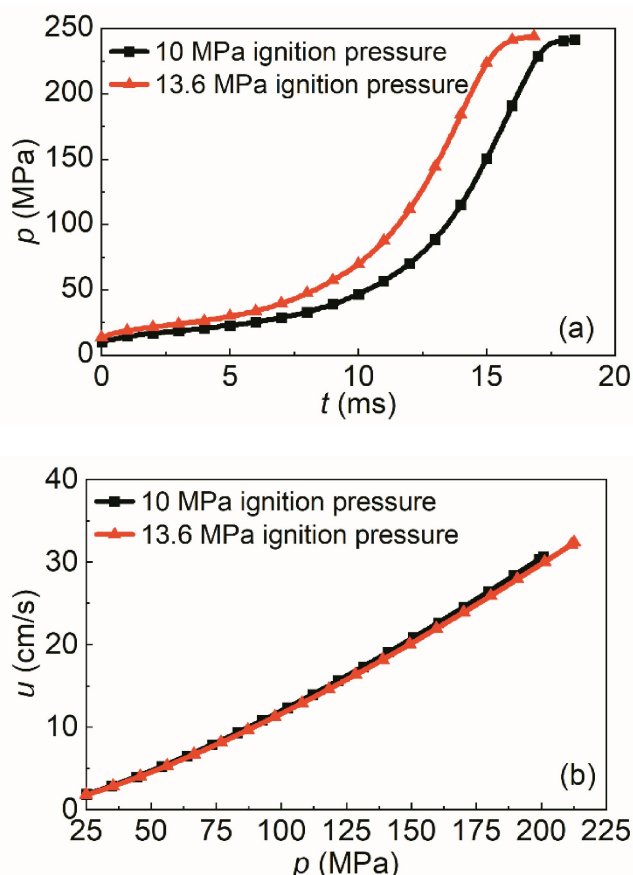 250
200
150
100
50
0
p (MPa)
10 MPa ignition pressure
13.6 MPa ignition pressure
(a)
0 5 10 15 20
t (ms)
40
30
20
10
0
u (cm/s)
10 MPa ignition pressure
13.6 MPa ignition pressure
(b)
25 50 75 100 125 150 175 200 225
p (MPa)